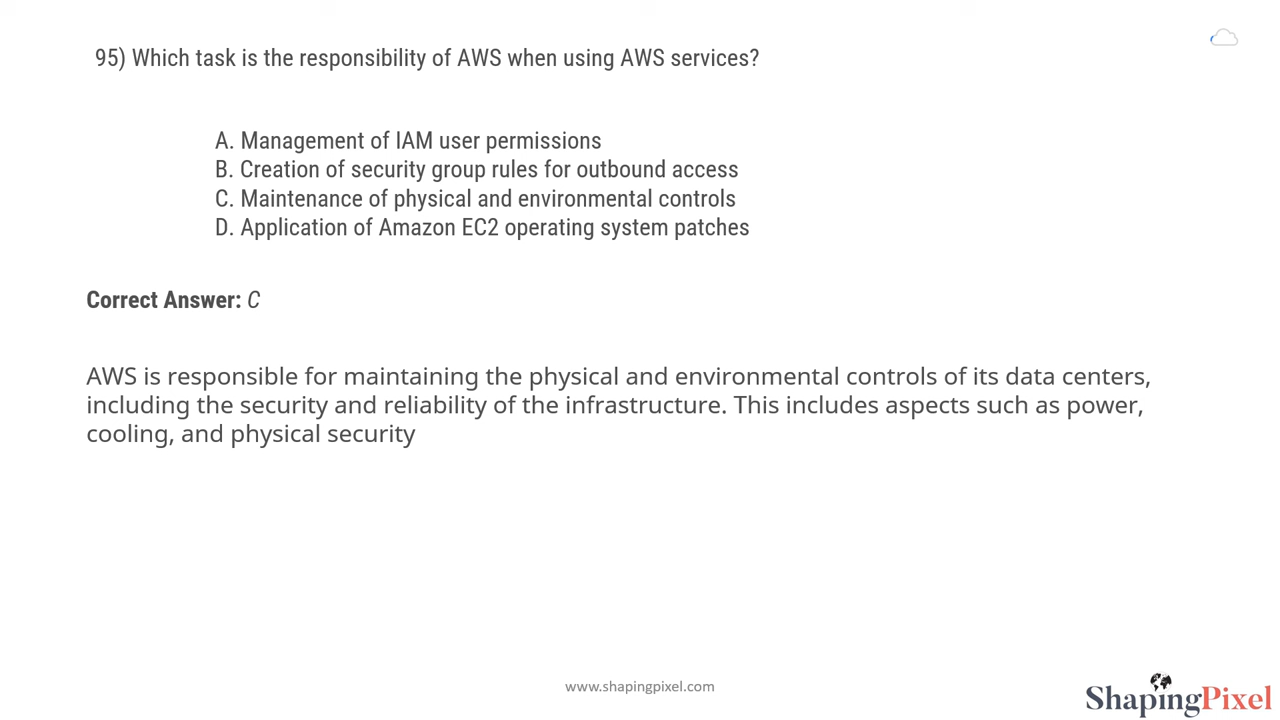 95) Which task is the responsibility of AWS when using AWS services?
A. Management of IAM user permissions
B. Creation of security group rules for outbound access
C. Maintenance of physical and environmental controls
D. Application of Amazon EC2 operating system patches
Correct Answer: C
AWS is responsible for maintaining the physical and environmental controls of its data centers,
including the security and reliability of the infrastructure. This includes aspects such as power,
cooling, and physical security
www.shapingpixel.com
ShapingPixel